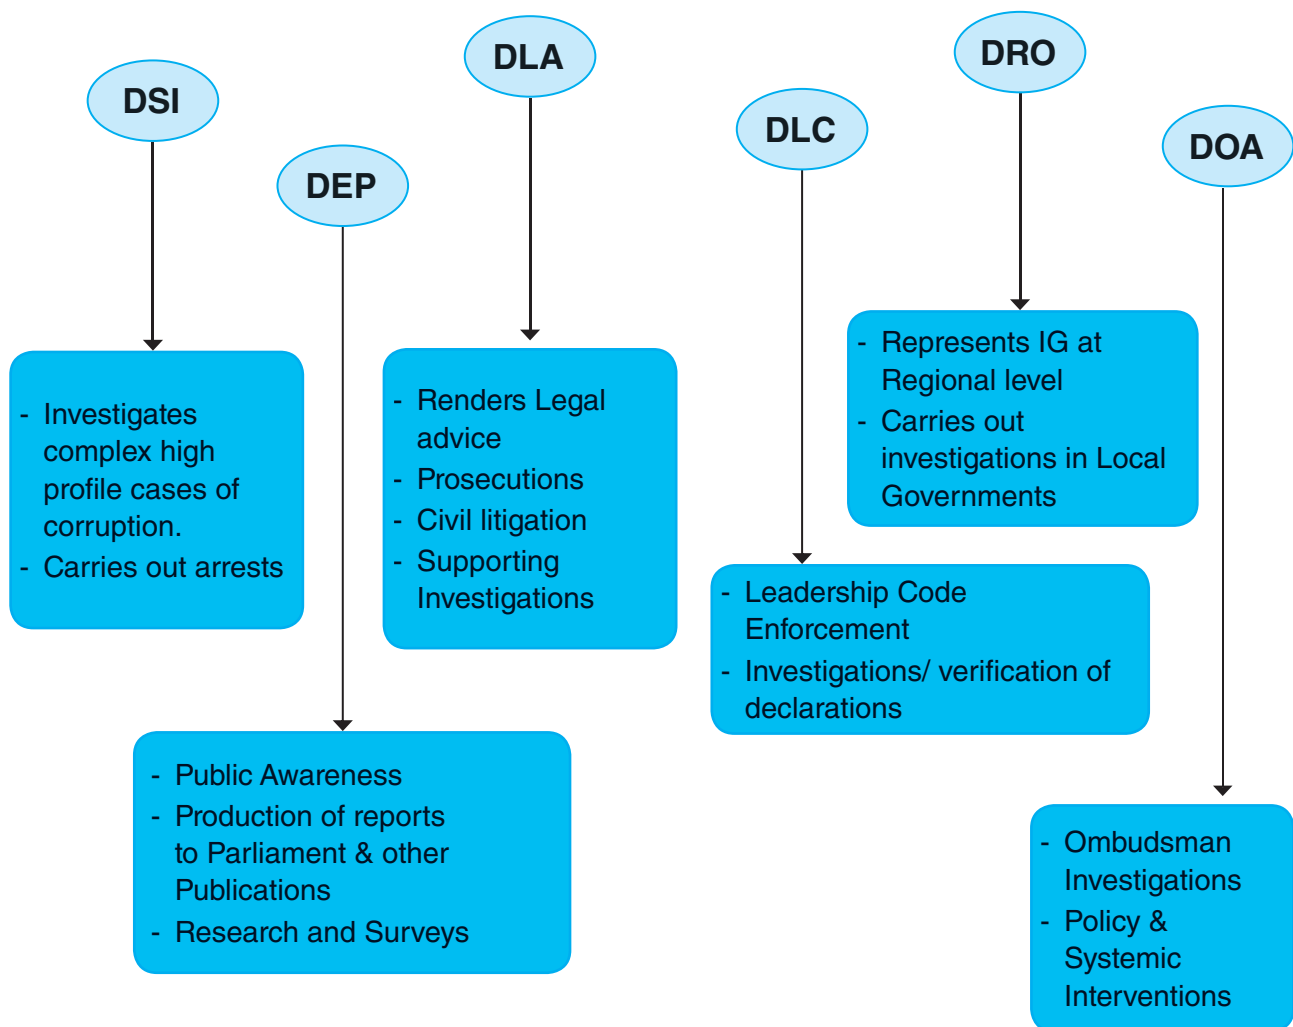 DSI
- Investigates
complex high
profile cases of
corruption.
- Carries out arrests
DEP
- Public Awareness
- Production of reports
to Parliament & other
Publications
- Research and Surveys
DLA
- Renders Legal
advice
- Prosecutions
- Civil litigation
- Supporting
Investigations
DLC
- Leadership Code
Enforcement
- Investigations/ verification of
declarations
DRO
- Represents IG at
Regional level
- Carries out
investigations in Local
Governments
DOA
- Ombudsman
Investigations
- Policy &
Systemic
Interventions